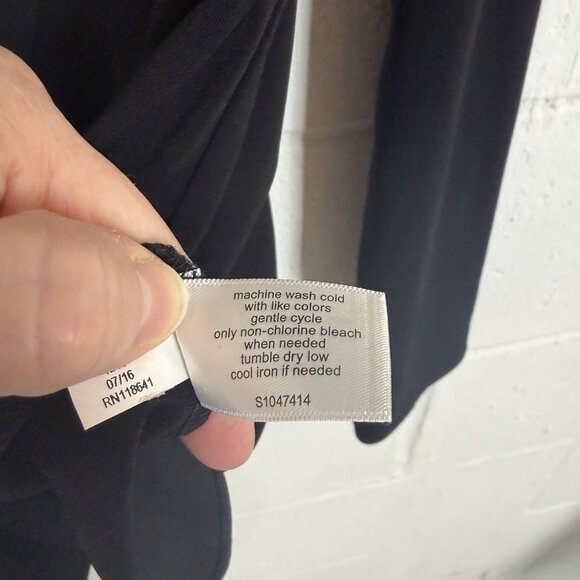 machine wash cold
with like colors
gentle cycle
only non-chlorine bleach
when needed
tumble dry low
cool iron if needed
S1047414
07/16
RN118641